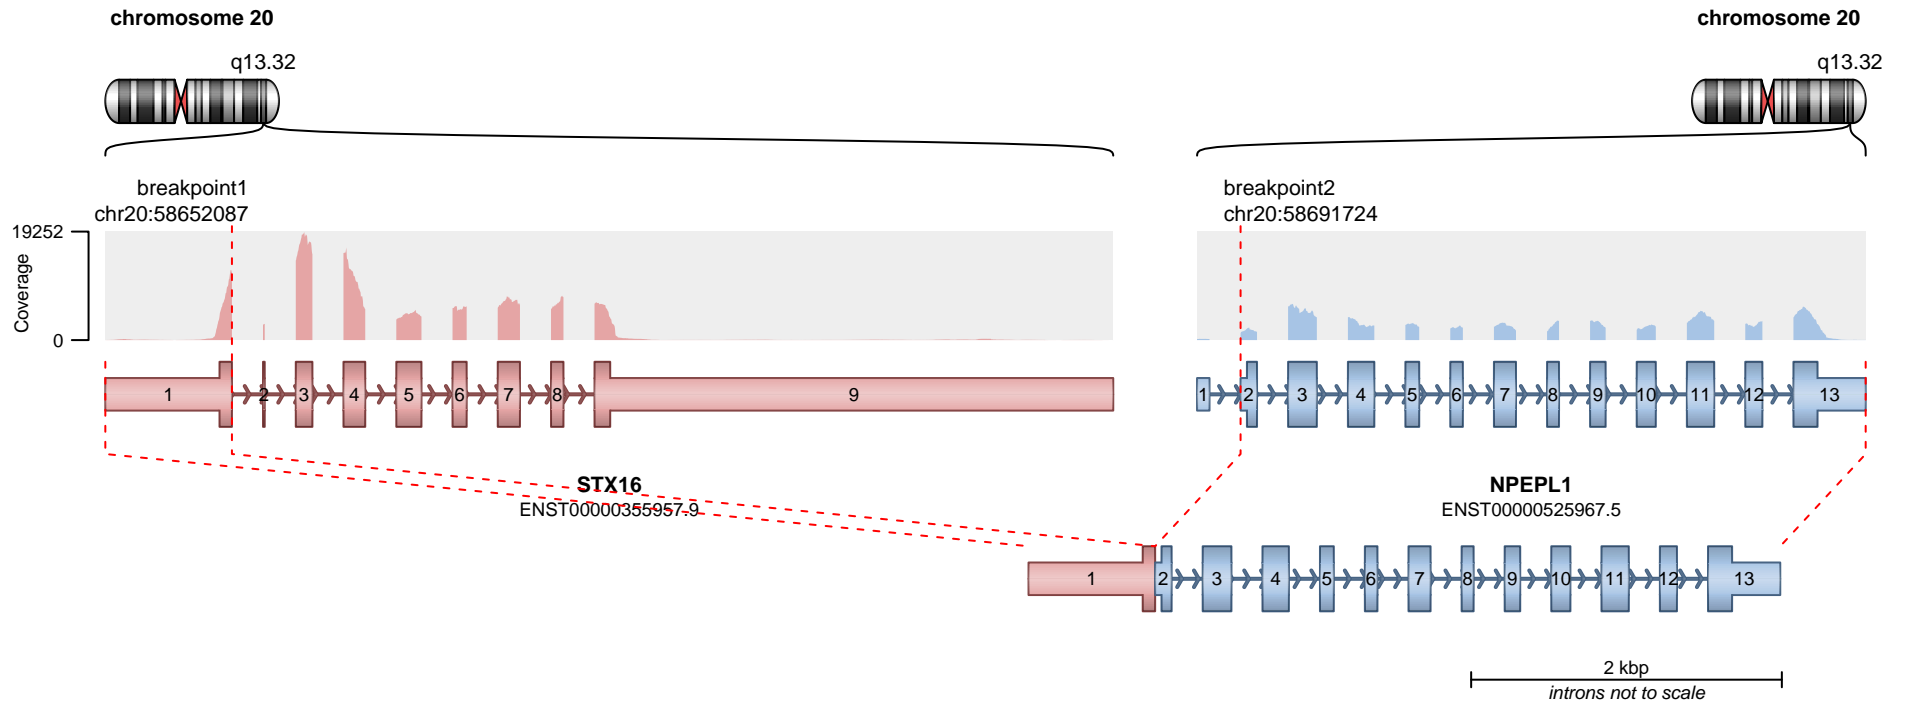 chromosome 20
chromosome 20
q13.32
q13.32
breakpoint1
chr20:58652087
breakpoint2
chr20:58691724
19252
Coverage
0
1 2 3 4 5 6 7 8 9
1 2 3 4 5 6 7 8 9 10 11 12 13
STX16
ENST00000355957.9
NPEPL1
ENST00000525967.5
1 2 3 4 5 6 7 8 9 10 11 12 13
2 kbp
introns not to scale